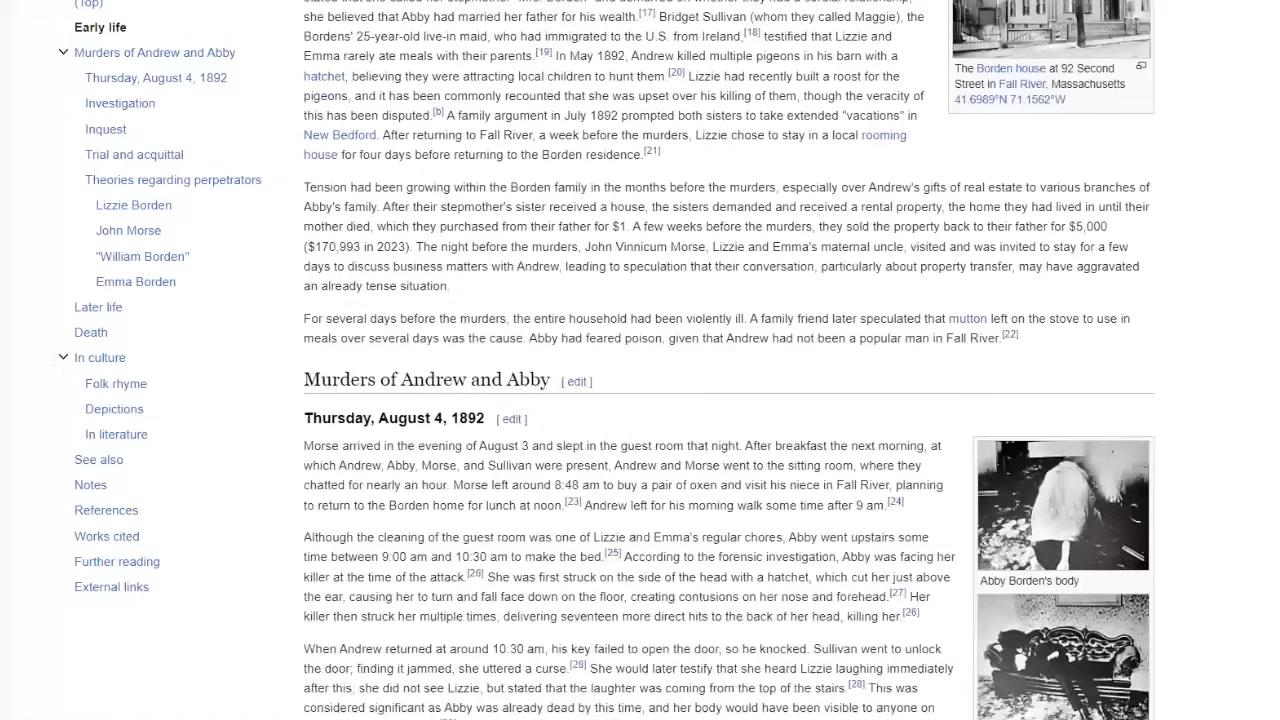 (Top)
Early life
Murders of Andrew and Abby
Thursday, August 4, 1892
Investigation
Inquest
Trial and acquittal
Theories regarding perpetrators
Lizzie Borden
John Morse
"William Borden"
Emma Borden
Later life
Death
In culture
Folk rhyme
Depictions
In literature
See also
Notes
References
Works cited
Further reading
External links
she believed that Abby had married her father for his wealth.[17] Bridget Sullivan (whom they called Maggie), the
Bordens' 25-year-old live-in maid, who had immigrated to the U.S. from Ireland,[18] testified that Lizzie and
Emma rarely ate meals with their parents.[19] In May 1892, Andrew killed multiple pigeons in his barn with a
hatchet, believing they were attracting local children to hunt them.[20] Lizzie had recently built a roost for the
pigeons, and it has been commonly recounted that she was upset over his killing of them, though the veracity of
this has been disputed.[b] A family argument in July 1892 prompted both sisters to take extended "vacations" in
New Bedford. After returning to Fall River, a week before the murders, Lizzie chose to stay in a local rooming
house for four days before returning to the Borden residence.[21]
The Borden house at 92 Second
Street in Fall River, Massachusetts
41.6989°N 71.1562°W
Tension had been growing within the Borden family in the months before the murders, especially over Andrew's gifts of real estate to various branches of
Abby's family. After their stepmother's sister received a house, the sisters demanded and received a rental property, the home they had lived in until their
mother died, which they purchased from their father for $1. A few weeks before the murders, they sold the property back to their father for $5,000
($170,993 in 2023). The night before the murders, John Vinnicum Morse, Lizzie and Emma's maternal uncle, visited and was invited to stay for a few
days to discuss business matters with Andrew, leading to speculation that their conversation, particularly about property transfer, may have aggravated
an already tense situation.
For several days before the murders, the entire household had been violently ill. A family friend later speculated that mutton left on the stove to use in
meals over several days was the cause. Abby had feared poison, given that Andrew had not been a popular man in Fall River.[22]
Murders of Andrew and Abby [ edit ]
Thursday, August 4, 1892 [ edit ]
Morse arrived in the evening of August 3 and slept in the guest room that night. After breakfast the next morning, at
which Andrew, Abby, Morse, and Sullivan were present, Andrew and Morse went to the sitting room, where they
chatted for nearly an hour. Morse left around 8:48 am to buy a pair of oxen and visit his niece in Fall River, planning
to return to the Borden home for lunch at noon.[23] Andrew left for his morning walk some time after 9 am.[24]
Although the cleaning of the guest room was one of Lizzie and Emma's regular chores, Abby went upstairs some
time between 9:00 am and 10:30 am to make the bed.[25] According to the forensic investigation, Abby was facing her
killer at the time of the attack.[26] She was first struck on the side of the head with a hatchet, which cut her just above
the ear, causing her to turn and fall face down on the floor, creating contusions on her nose and forehead.[27] Her
killer then struck her multiple times, delivering seventeen more direct hits to the back of her head, killing her.[26]
Abby Borden's body
When Andrew returned at around 10:30 am, his key failed to open the door, so he knocked. Sullivan went to unlock
the door; finding it jammed, she uttered a curse.[28] She would later testify that she heard Lizzie laughing immediately
after this; she did not see Lizzie, but stated that the laughter was coming from the top of the stairs.[28] This was
considered significant as Abby was already dead by this time, and her body would have been visible to anyone on